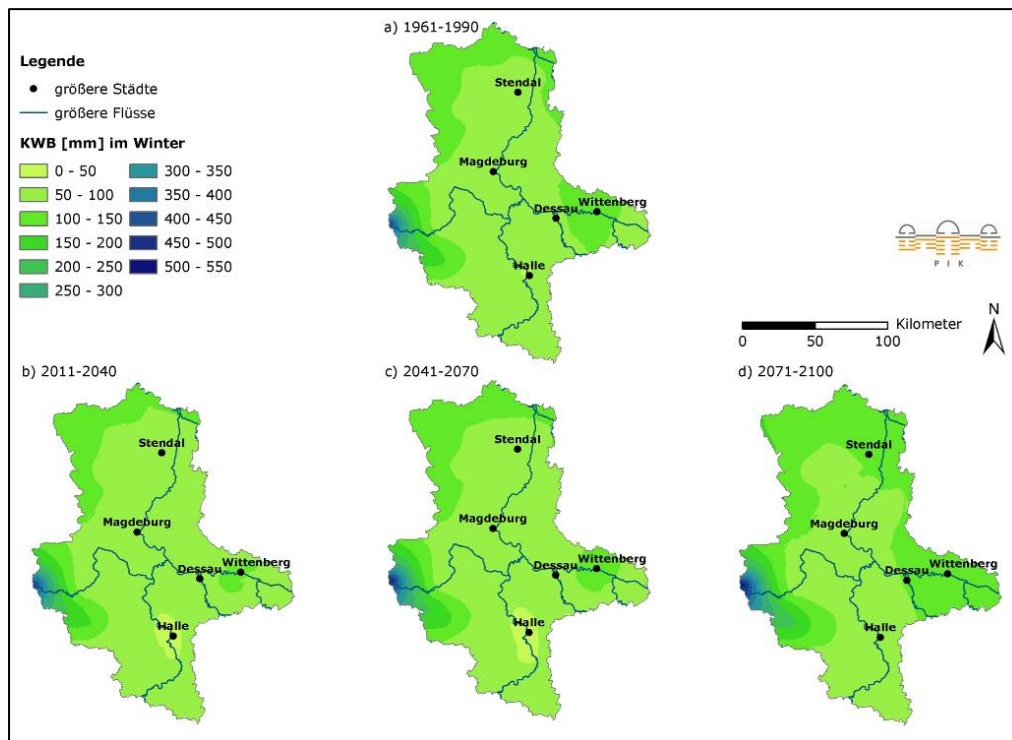 a) 1961-1990
Legende
größere Städte
größere Flüsse
KWB [mm] im Winter
0 - 50
50 - 100
100 - 150
150 - 200
200 - 250
250 - 300
300 - 350
350 - 400
400 - 450
450 - 500
500 - 550
Stendal
Magdeburg
Dessau
Wittenberg
Halle
P I K
N
Kilometer
0 50 100
b) 2011-2040
Stendal
Magdeburg
Dessau
Wittenberg
Halle
c) 2041-2070
Stendal
Magdeburg
Dessau
Wittenberg
Halle
d) 2071-2100
Stendal
Magdeburg
Dessau
Wittenberg
Halle